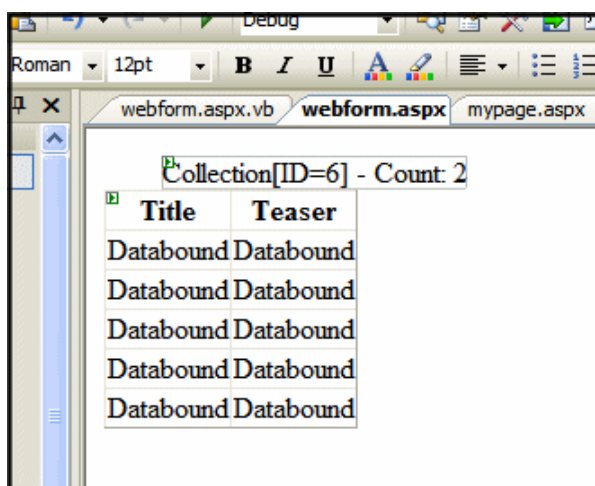 Debug
Roman 12pt B I U A
webform.aspx.vb webform.aspx mypage.aspx
Collection[ID=6] - Count: 2
Title Teaser
Databound Databound
Databound Databound
Databound Databound
Databound Databound
Databound Databound